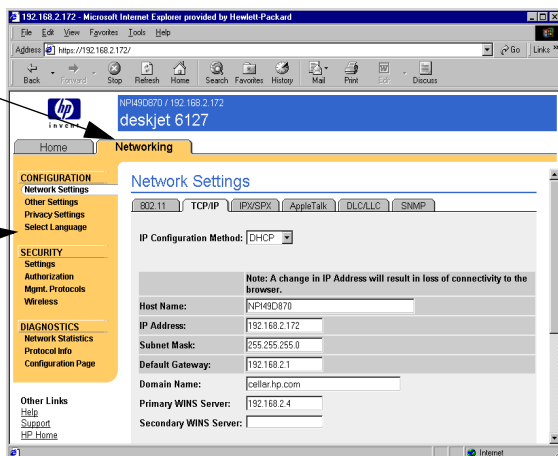 192.168.2.172 - Microsoft Internet Explorer provided by Hewlett-Packard
File Edit View Favorites Tools Help
Address https://192.168.2.172/ Go Links »
Back Forward Stop Refresh Home Search Favorites History Mail Print Edit Discuss
hp
invent
NPI49D870 / 192.168.2.172
deskjet 6127
Home Networking
CONFIGURATION
Network Settings
Other Settings
Privacy Settings
Select Language
SECURITY
Settings
Authorization
Mgmt. Protocols
Wireless
DIAGNOSTICS
Network Statistics
Protocol Info
Configuration Page
Other Links
Help
Support
HP Home
Network Settings
802.11 TCP/IP IPX/SPX AppleTalk DLC/LLC SNMP
IP Configuration Method: DHCP
Note: A change in IP Address will result in loss of connectivity to the
browser.
Host Name: NPI49D870
IP Address: 192.168.2.172
Subnet Mask: 255.255.255.0
Default Gateway: 192.168.2.1
Domain Name: cellar.hp.com
Primary WINS Server: 192.168.2.4
Secondary WINS Server:
Internet